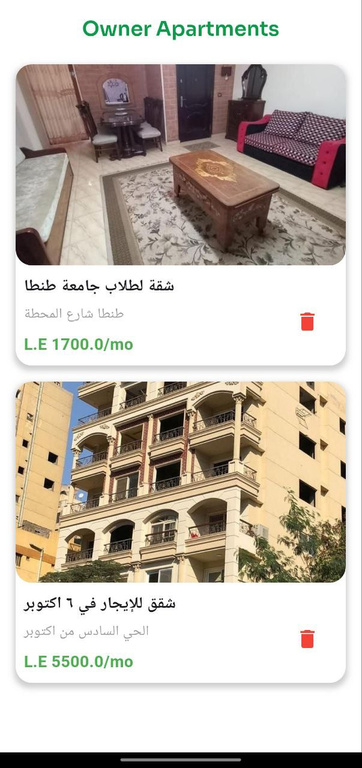 Owner Apartments
شقة لطلاب جامعة طنطا
طنطا شارع المحطة
L.E 1700.0/mo
شقق للإيجار في ٦ اكتوبر
الحي السادس من اكتوبر
L.E 5500.0/mo